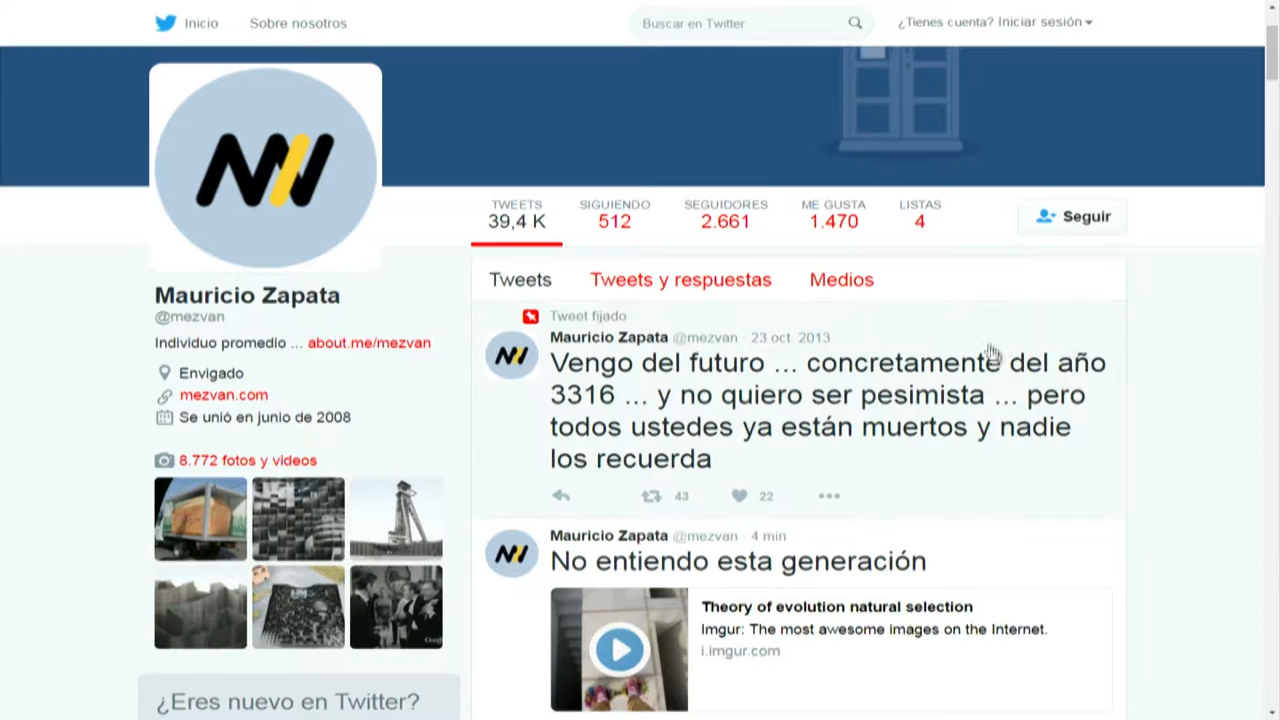 Inicio
Sobre nosotros
Buscar en Twitter
¿Tienes cuenta? Iniciar sesión
TWEETS
39,4 K
SIGUIENDO
512
SEGUIDORES
2.661
ME GUSTA
1.470
LISTAS
4
Seguir
Mauricio Zapata
@mezvan
Individuo promedio ... about.me/mezvan
Envigado
mezvan.com
Se unió en junio de 2008
8.772 fotos y videos
¿Eres nuevo en Twitter?
Tweets
Tweets y respuestas
Medios
Tweet fijado
Mauricio Zapata @mezvan · 23 oct. 2013
Vengo del futuro ... concretamente del año
3316 ... y no quiero ser pesimista ... pero
todos ustedes ya están muertos y nadie
los recuerda
43
22
Mauricio Zapata @mezvan · 4 min
No entiendo esta generación
Theory of evolution natural selection
Imgur: The most awesome images on the Internet.
i.imgur.com